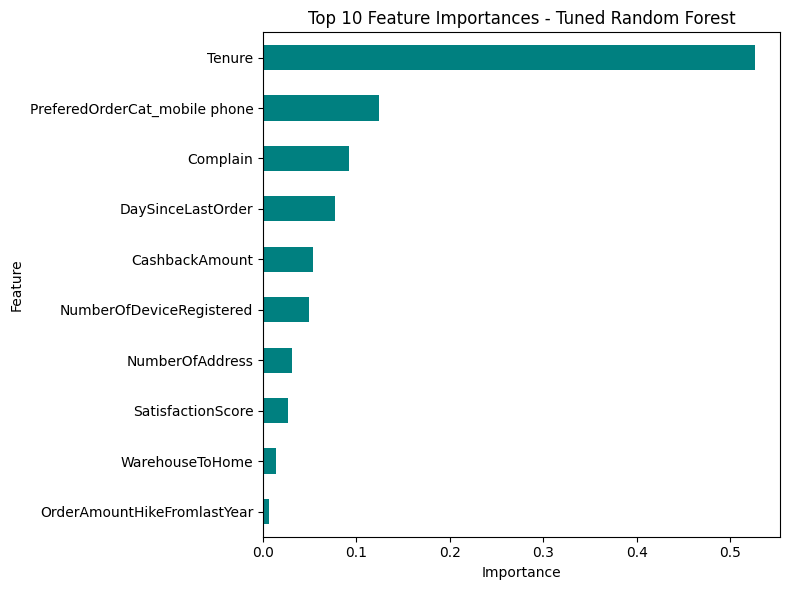 Top 10 Feature Importances - Tuned Random Forest
Feature
Tenure
PreferedOrderCat_mobile phone
Complain
DaySinceLastOrder
CashbackAmount
NumberOfDeviceRegistered
NumberOfAddress
SatisfactionScore
WarehouseToHome
OrderAmountHikeFromlastYear
0.0 0.1 0.2 0.3 0.4 0.5
Importance